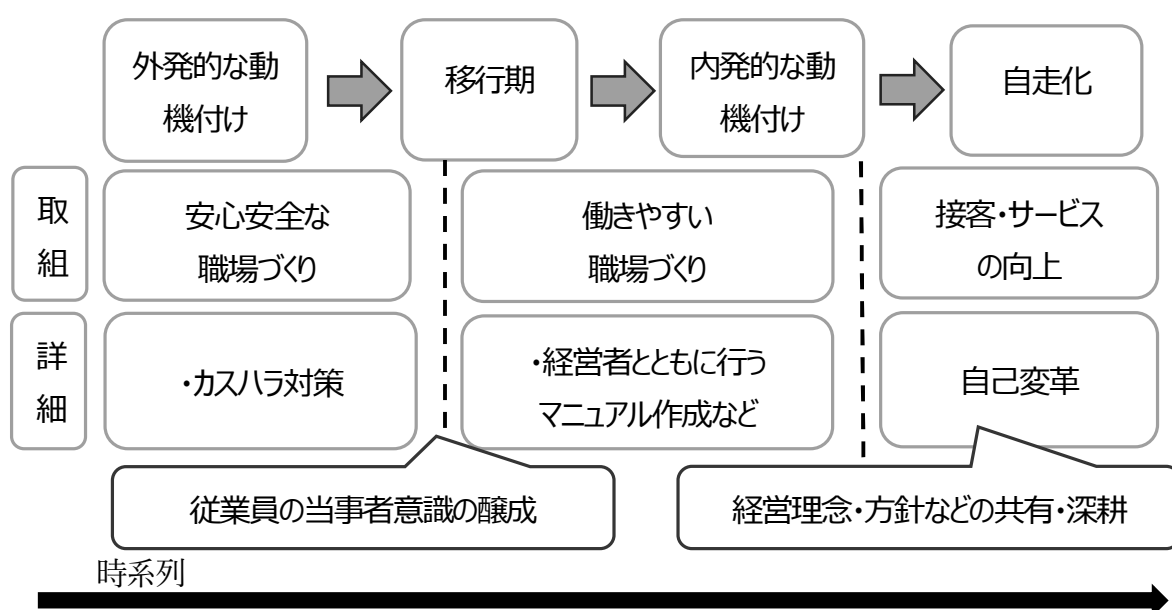 外発的な動
機付け
移行期
内発的な動
機付け
自走化
取
組
安心安全な
職場づくり
働きやすい
職場づくり
接客・サービス
の向上
詳
細
・カスハラ対策
・経営者とともに行う
マニュアル作成など
自己変革
従業員の当事者意識の醸成
経営理念・方針などの共有・深耕
時系列